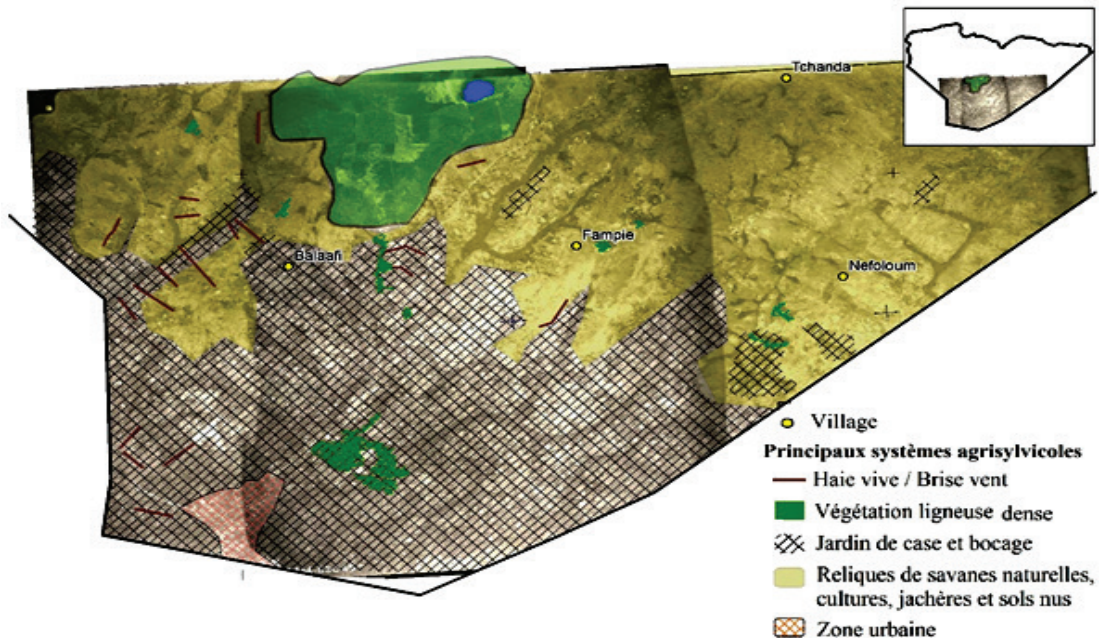 Tchanda
Fampie
Balaafi
Nefoloum
Village
Principaux systèmes agrisylvicoles
Haie vive / Brise vent
Végétation ligneuse dense
Jardin de case et bocage
Reliques de savanes naturelles,
cultures, jachères et sols nus
Zone urbaine